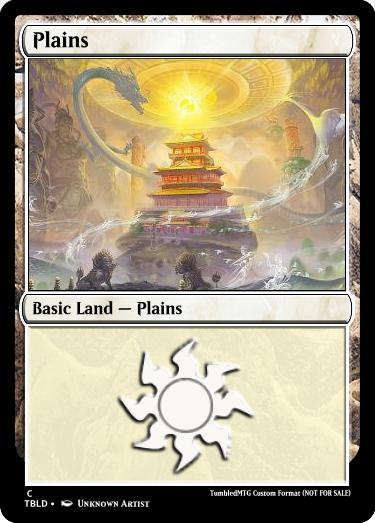 Plains
Basic Land — Plains
C
TBLD • Unknown Artist
TumbledMTG Custom Format (NOT FOR SALE)